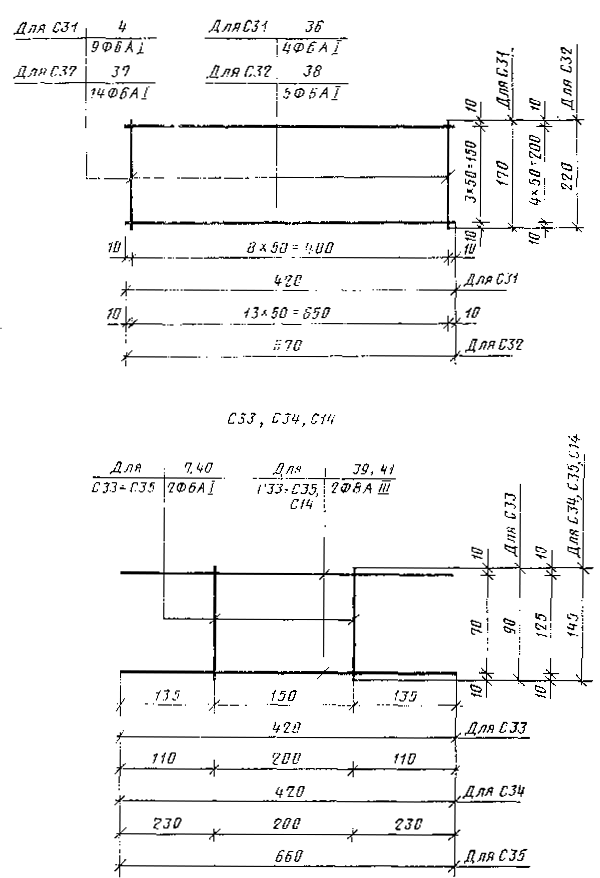 Для С31 4
9Ф6АI
Для С32 37
14Ф6АI
Для С31 36
4Ф6АI
Для С32 38
5Ф6АI
10 10
3×50=150
10
170
Для С31
4×50=200
10
220
Для С32
10 8×50=400 10
420 Для С31
10 13×50=650 10
670 Для С32
С33, С34, С14
Для 7,40
С33÷С35 2Ф6АI
Для 39,41
С33÷С35, 2Ф8АIII
С14
10 10
70
10
90
Для С33
125
10
145
Для С34, С35, С14
135 150 135
420 Для С33
110 200 110
420 Для С34
230 200 230
660 Для С35